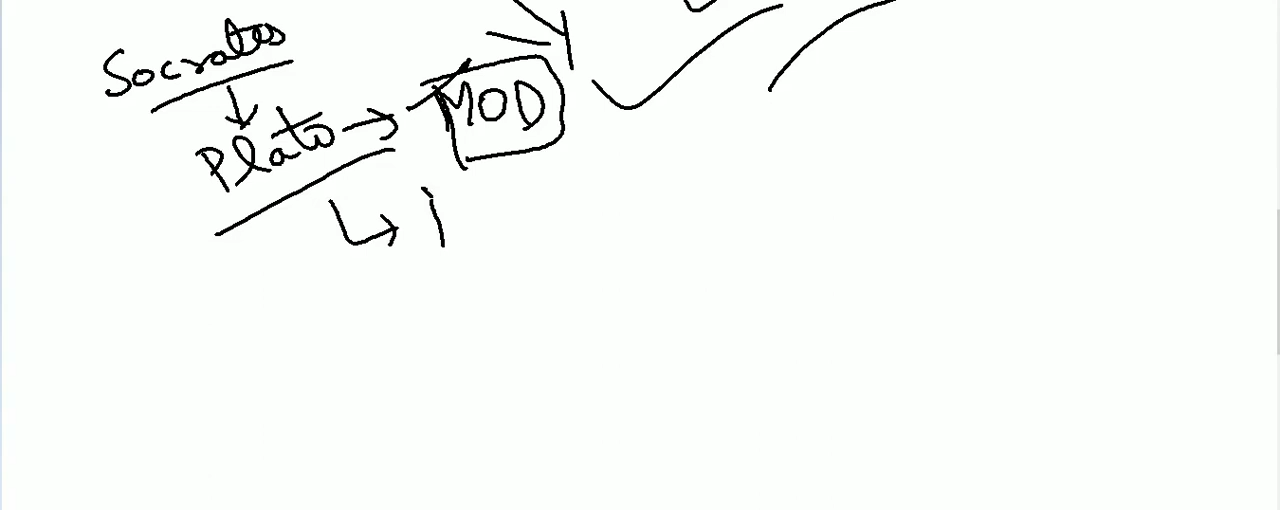 Socrates
Plato → MOD